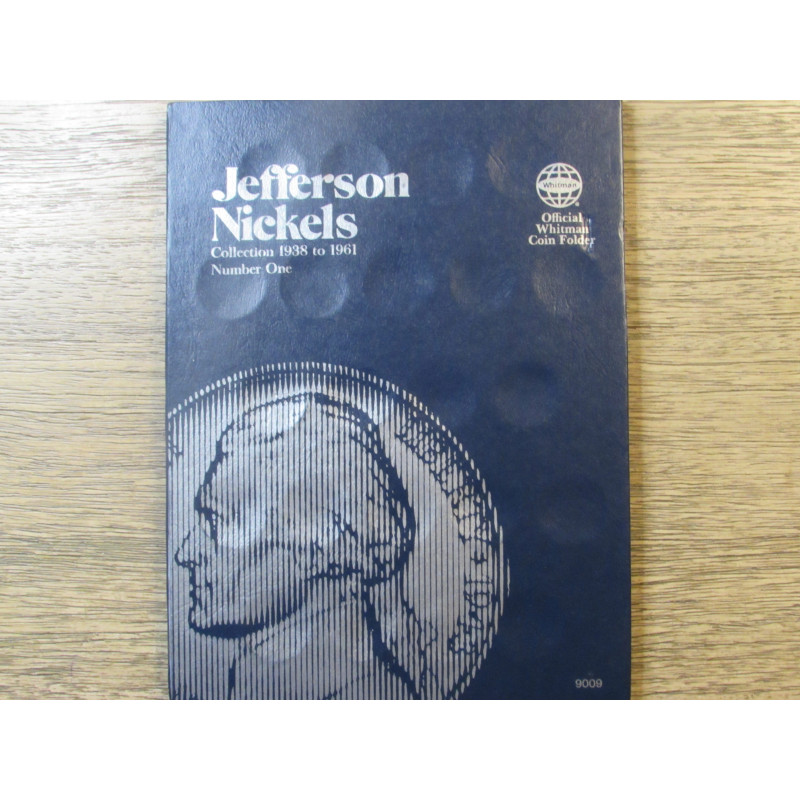 Jefferson
Nickels
Collection 1938 to 1961
Number One
Whitman
Official
Whitman
Coin Folder
9009